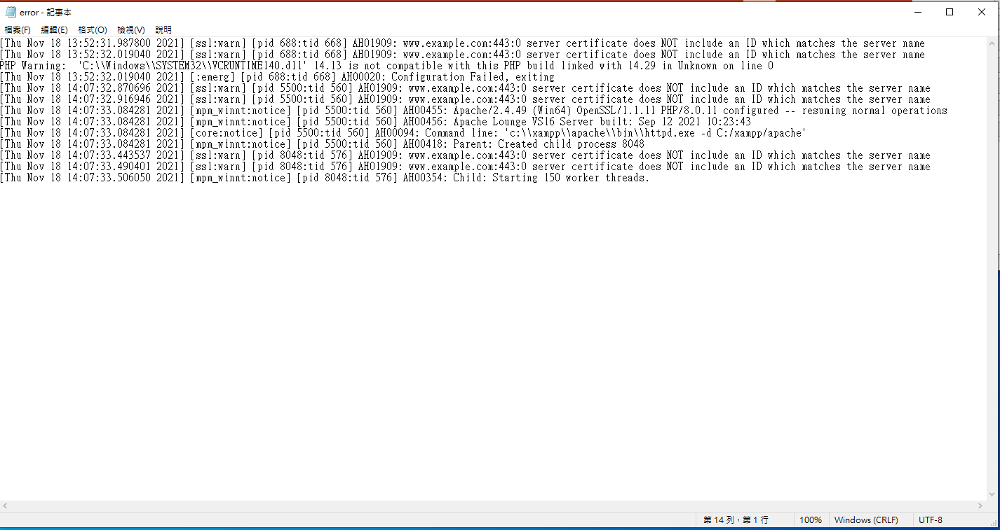 error - 記事本
檔案(F) 編輯(E) 格式(O) 檢視(V) 說明
[Thu Nov 18 13:52:31.987800 2021] [ssl:warn] [pid 688:tid 668] AH01909: www.example.com:443:0 server certificate does NOT include an ID which matches the server name
[Thu Nov 18 13:52:32.019040 2021] [ssl:warn] [pid 688:tid 668] AH01909: www.example.com:443:0 server certificate does NOT include an ID which matches the server name
PHP Warning:  'C:\\Windows\\SYSTEM32\\VCRUNTIME140.dll' 14.13 is not compatible with this PHP build linked with 14.29 in Unknown on line 0
[Thu Nov 18 13:52:32.019040 2021] [:emerg] [pid 688:tid 668] AH00020: Configuration Failed, exiting
[Thu Nov 18 14:07:32.870696 2021] [ssl:warn] [pid 5500:tid 560] AH01909: www.example.com:443:0 server certificate does NOT include an ID which matches the server name
[Thu Nov 18 14:07:32.916946 2021] [ssl:warn] [pid 5500:tid 560] AH01909: www.example.com:443:0 server certificate does NOT include an ID which matches the server name
[Thu Nov 18 14:07:33.084281 2021] [mpm_winnt:notice] [pid 5500:tid 560] AH00455: Apache/2.4.49 (Win64) OpenSSL/1.1.1l PHP/8.0.11 configured -- resuming normal operations
[Thu Nov 18 14:07:33.084281 2021] [mpm_winnt:notice] [pid 5500:tid 560] AH00456: Apache Lounge VS16 Server built: Sep 12 2021 10:23:43
[Thu Nov 18 14:07:33.084281 2021] [core:notice] [pid 5500:tid 560] AH00094: Command line: 'c:\\xampp\\apache\\bin\\httpd.exe -d C:/xampp/apache'
[Thu Nov 18 14:07:33.084281 2021] [mpm_winnt:notice] [pid 5500:tid 560] AH00418: Parent: Created child process 8048
[Thu Nov 18 14:07:33.443537 2021] [ssl:warn] [pid 8048:tid 576] AH01909: www.example.com:443:0 server certificate does NOT include an ID which matches the server name
[Thu Nov 18 14:07:33.490401 2021] [ssl:warn] [pid 8048:tid 576] AH01909: www.example.com:443:0 server certificate does NOT include an ID which matches the server name
[Thu Nov 18 14:07:33.506050 2021] [mpm_winnt:notice] [pid 8048:tid 576] AH00354: Child: Starting 150 worker threads.
第 14 列，第 1 行 100% Windows (CRLF) UTF-8